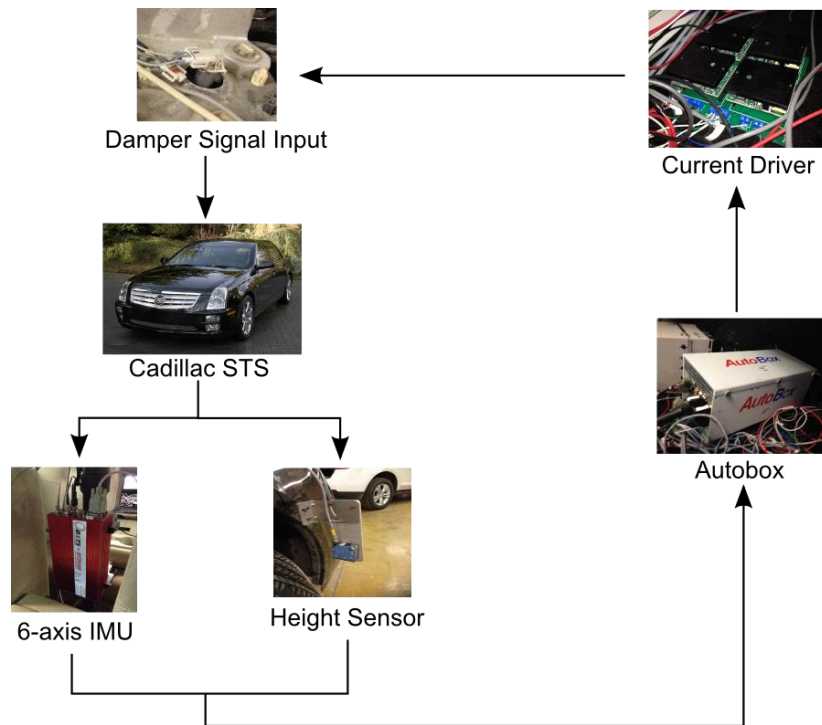 Damper Signal Input
Current Driver
Cadillac STS
AutoBox
AutoBox
Autobox
6-axis IMU
Height Sensor